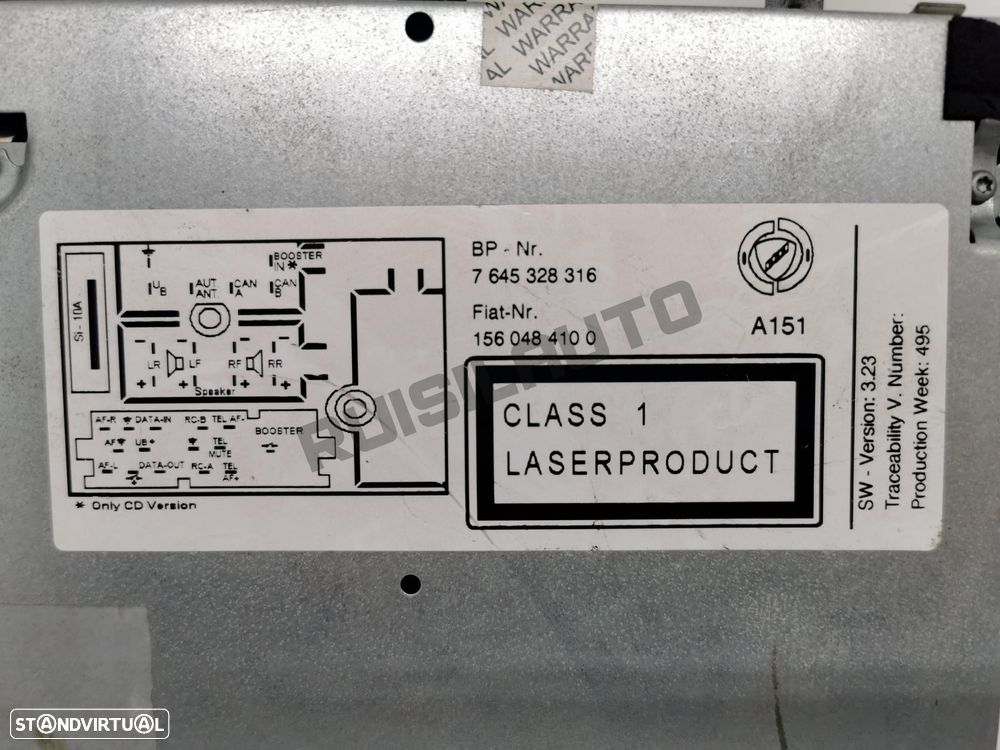 AL WARRA
AL WARRA
WARRA
BP - Nr.
7 645 328 316
Fiat-Nr.
156 048 410 0
A151
CLASS 1
LASERPRODUCT
SW - Version: 3.23
Traceability V. Number:
Production Week: 495
Si - 10A
BOOSTER
IN *
UB
AUT.
ANT.
CAN
A
CAN
B
LR
LF
RF
RR
Speaker
AF-R
DATA-IN
RC-B
TEL AF-
BOOSTER
AF
UB+
TEL
MUTE
AF-L
DATA-OUT
RC-A
TEL
AF+
* Only CD Version
RUISILAUTO
STANDVIRTUAL